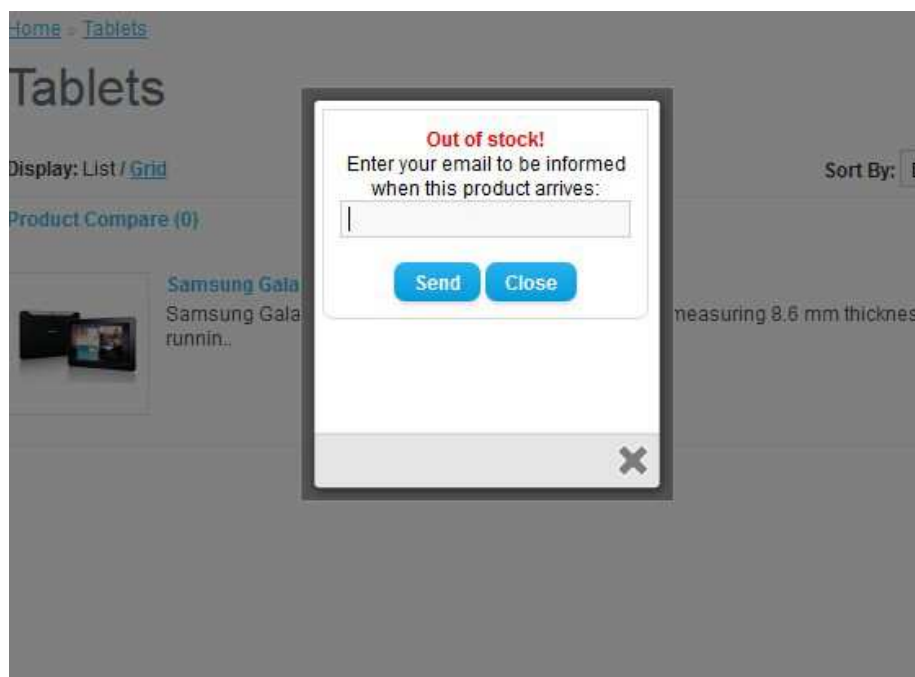 Home » Tablets
Tablets
Display: List / Grid
Sort By:
Product Compare (0)
Out of stock!
Enter your email to be informed
when this product arrives:
Send Close
Samsung Gala
Samsung Gala measuring 8.6 mm
runnin..